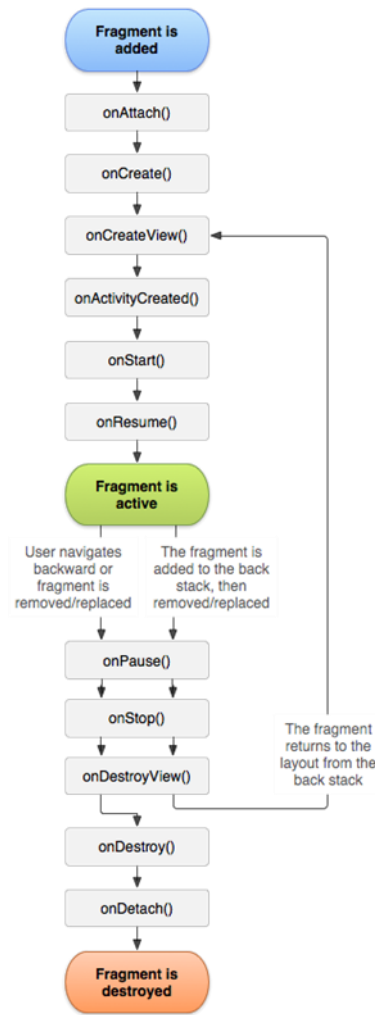 Fragment is
added
onAttach()
onCreate()
onCreateView()
onActivityCreated()
onStart()
onResume()
Fragment is
active
User navigates
backward or
fragment is
removed/replaced
The fragment is
added to the back
stack, then
removed/replaced
onPause()
onStop()
onDestroyView()
The fragment
returns to the
layout from the
back stack
onDestroy()
onDetach()
Fragment is
destroyed